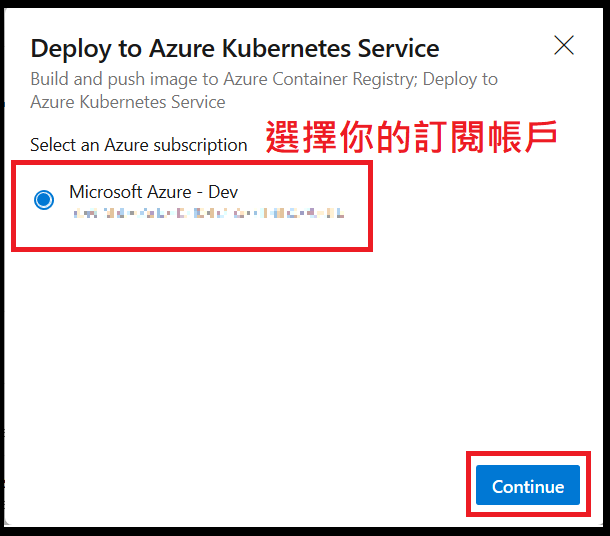 Deploy to Azure Kubernetes Service
Build and push image to Azure Container Registry; Deploy to
Azure Kubernetes Service
Select an Azure subscription 選擇你的訂閱帳戶
Microsoft Azure - Dev
Continue